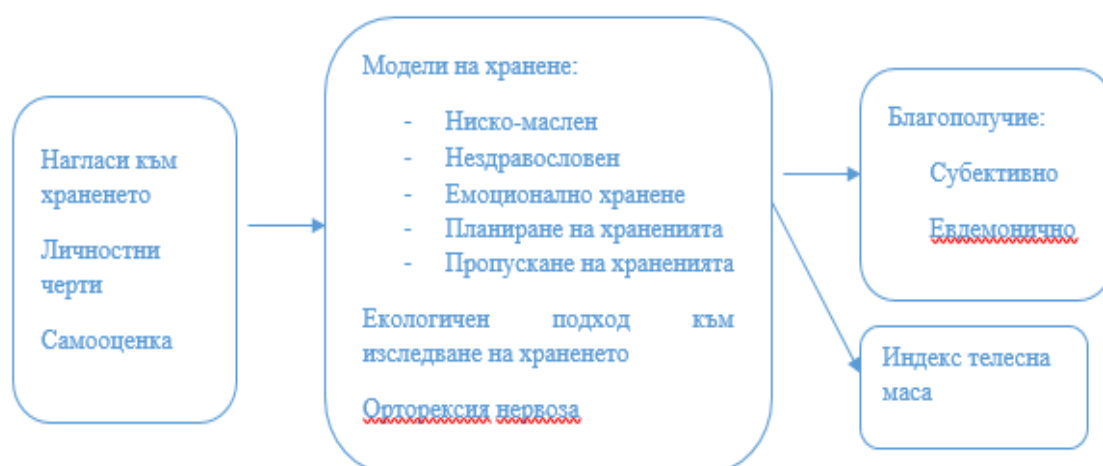 Нагласи към
храненето
Личностни
черти
Самооценка
Модели на хранене:
- Ниско-маслен
- Нездравословен
- Емоционално хранене
- Планиране на храненията
- Пропускане на храненията
Екологичен подход към
изследване на храненето
Орторексия нервоза
Благополучие:
Субективно
Евдемонично
Индекс телесна
маса